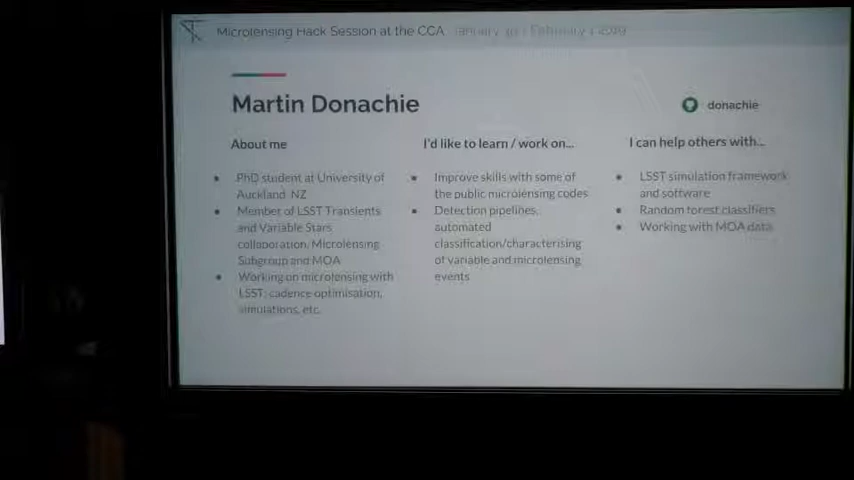 Microlensing Hack Session at the CCA
Martin Donachie
donachie
About me
PhD student at University of
Auckland, NZ
Member of LSST Transients
and Variable Stars
collaboration, Microlensing
Subgroup and MOA
Working on microlensing with
LSST: cadence optimisation,
simulations, etc.
I'd like to learn / work on...
Improve skills with some of
the public microlensing codes
Detection pipelines,
automated
classification/characterising
of variable and microlensing
events
I can help others with...
LSST simulation framework
and software
Random forest classifiers
Working with MOA data